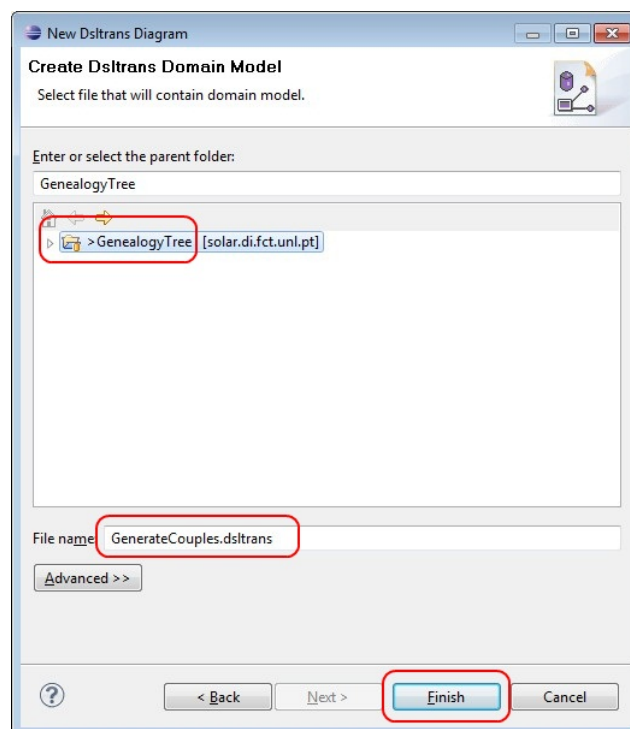 New Dsltrans Diagram
Create Dsltrans Domain Model
Select file that will contain domain model.
Enter or select the parent folder:
GenealogyTree
>GenealogyTree [solar.di.fct.unl.pt]
File name: GenerateCouples.dsltrans
Advanced >>
< Back Next > Finish Cancel